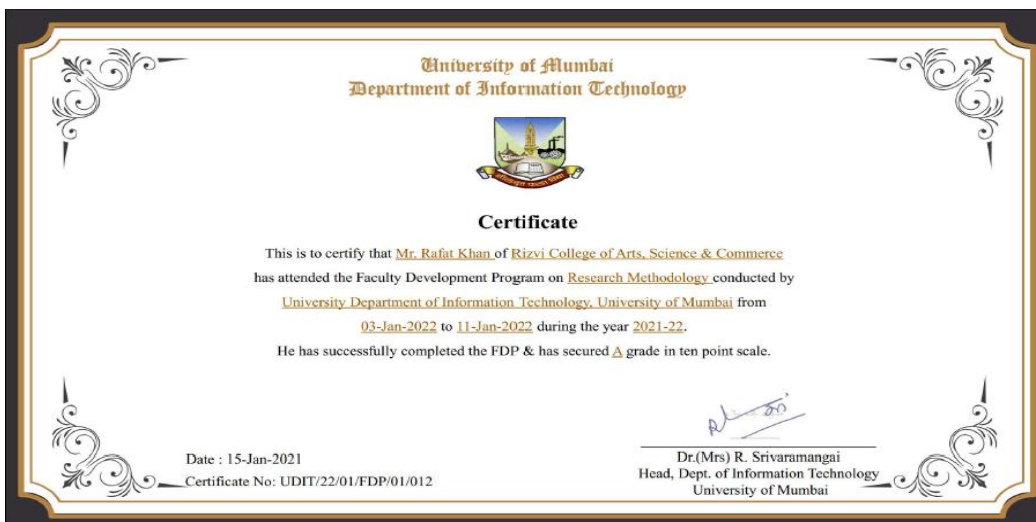 University of Mumbai
Department of Information Technology
Certificate
This is to certify that Mr. Rafat Khan of Rizvi College of Arts, Science & Commerce
has attended the Faculty Development Program on Research Methodology conducted by
University Department of Information Technology, University of Mumbai from
03-Jan-2022 to 11-Jan-2022 during the year 2021-22.
He has successfully completed the FDP & has secured A grade in ten point scale.
Date : 15-Jan-2021
Certificate No: UDIT/22/01/FDP/01/012
Dr.(Mrs) R. Srivaramangai
Head, Dept. of Information Technology
University of Mumbai